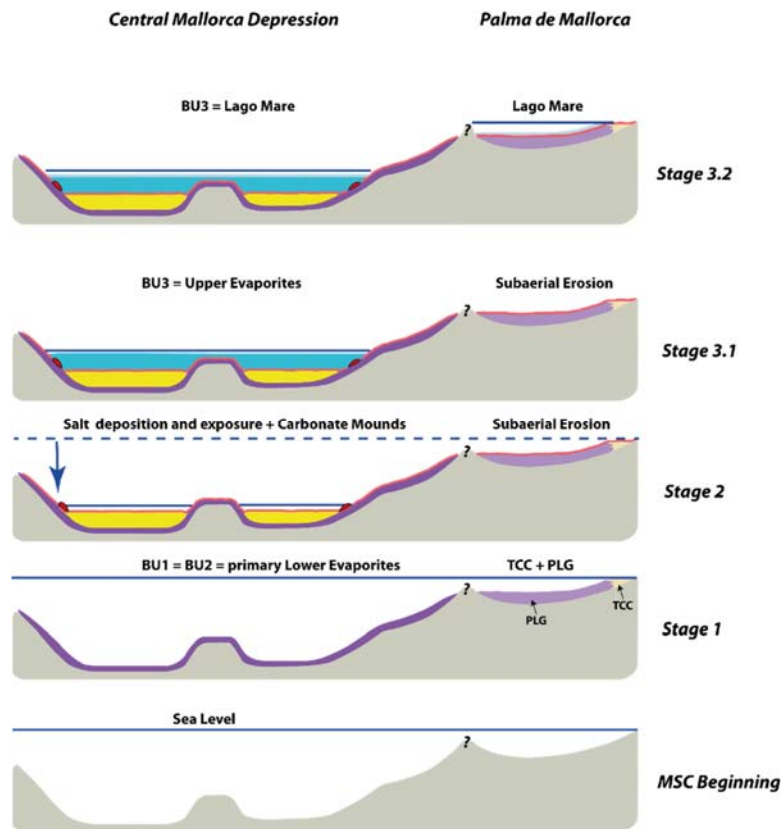 Central Mallorca Depression Palma de Mallorca
BU3 = Lago Mare Lago Mare
?
Stage 3.2
BU3 = Upper Evaporites Subaerial Erosion
?
Stage 3.1
Salt deposition and exposure + Carbonate Mounds Subaerial Erosion
?
Stage 2
BU1 = BU2 = primary Lower Evaporites TCC + PLG
?
PLG TCC
Stage 1
Sea Level
?
MSC Beginning